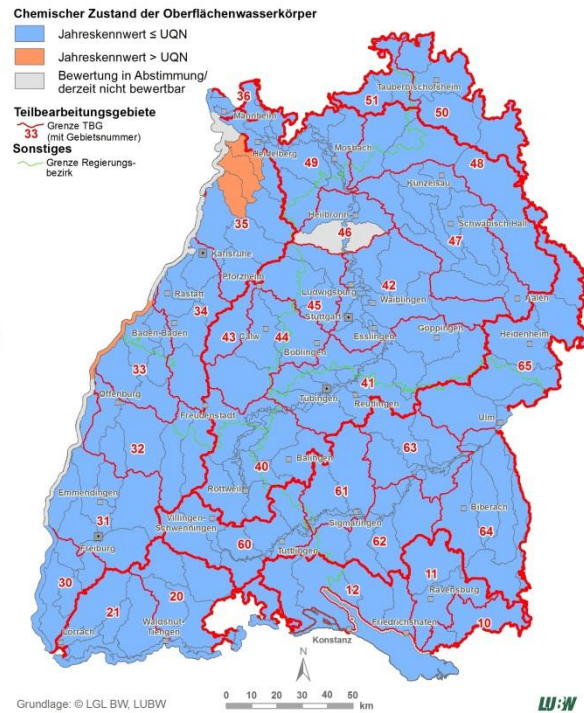 Chemischer Zustand der Oberflächenwasserkörper
Jahreskennwert ≤ UQN
Jahreskennwert > UQN
Bewertung in Abstimmung/
derzeit nicht bewertbar
Teilbearbeitungsgebiete
33
Grenze TBG
(mit Gebietsnummer)
Sonstiges
Grenze Regierungs-
bezirk
36
Mannheim
51
Tauberbischofsheim
50
Heidelberg
49
Mosbach
48
Künzelsau
Heilbronn
46
Schwäbisch Hall
47
35
Karlsruhe
Pforzheim
Ludwigsburg
42
45
Waiblingen
Stuttgart
Rastatt
34
Aalen
43
Calw
44
Esslingen
Göppingen
Heidenheim
Baden-Baden
Böblingen
65
33
Offenburg
41
Tübingen
Reutlingen
Freudenstadt
Ulm
32
40
Balingen
63
Rottweil
61
Emmendingen
Biberach
31
Villingen-
Schwenningen
Sigmaringen
64
Freiburg
60
62
Tuttlingen
30
20
12
11
Ravensburg
21
Lörrach
Waldshut-
Tiengen
Friedrichshafen
10
Konstanz
N
0 10 20 30 40 50
km
Grundlage: © LGL BW, LUBW
LUBW